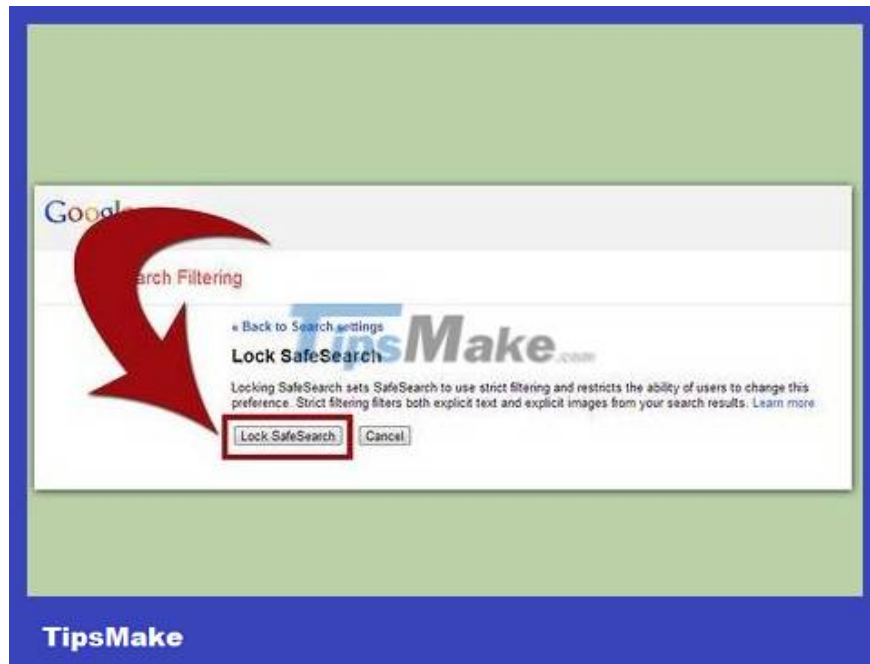 Google
arch Filtering
« Back to Search settings
TipsMake.com
Lock SafeSearch
Locking SafeSearch sets SafeSearch to use strict filtering and restricts the ability of users to change this
preference. Strict filtering filters both explicit text and explicit images from your search results. Learn more
Lock SafeSearch Cancel
TipsMake